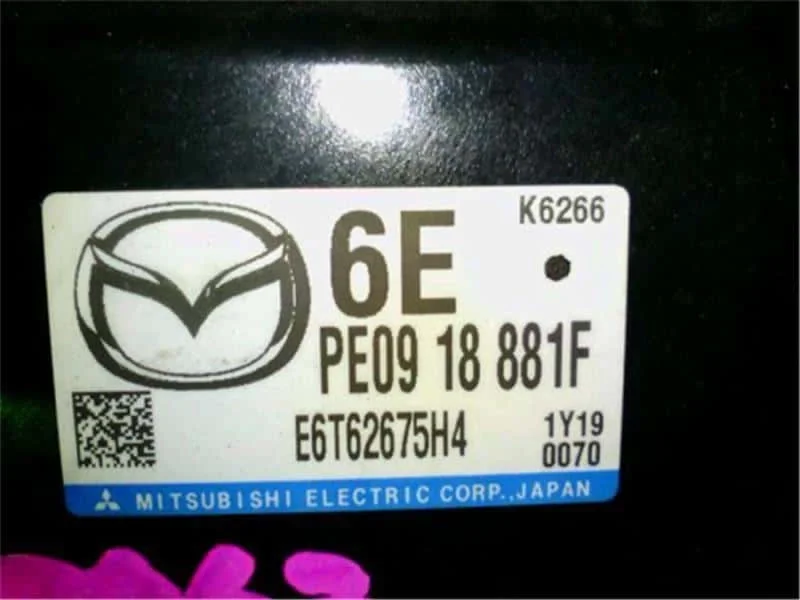 K6266
6E
PE09 18 881F
E6T62675H4
1Y19
0070
MITSUBISHI ELECTRIC CORP., JAPAN